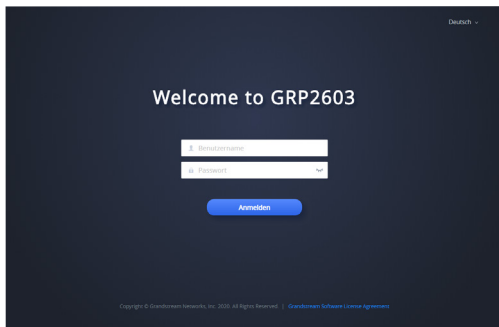 Deutsch
Welcome to GRP2603
Benutzername
Passwort
Anmelden
Copyright © Grandstream Networks, Inc. 2020. All Rights Reserved. | Grandstream Software License Agreement